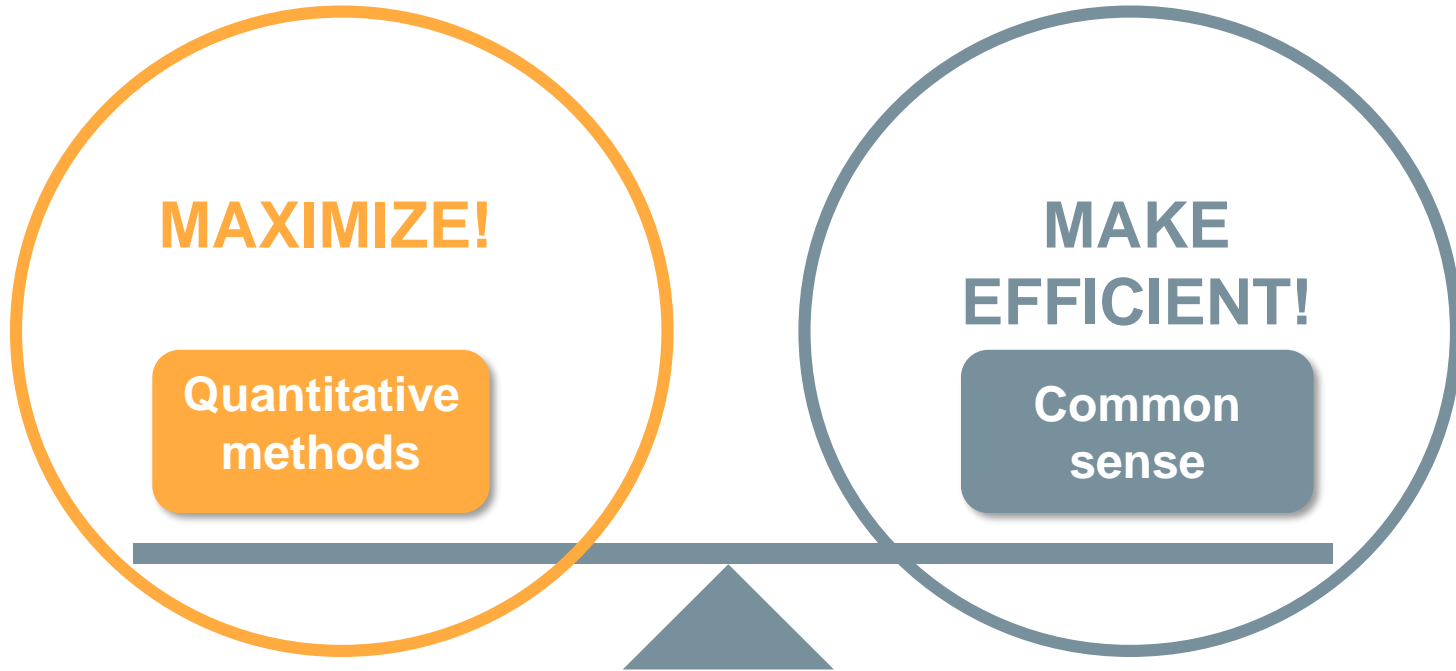 MAXIMIZE!
Quantitative
methods
MAKE
EFFICIENT!
Common
sense